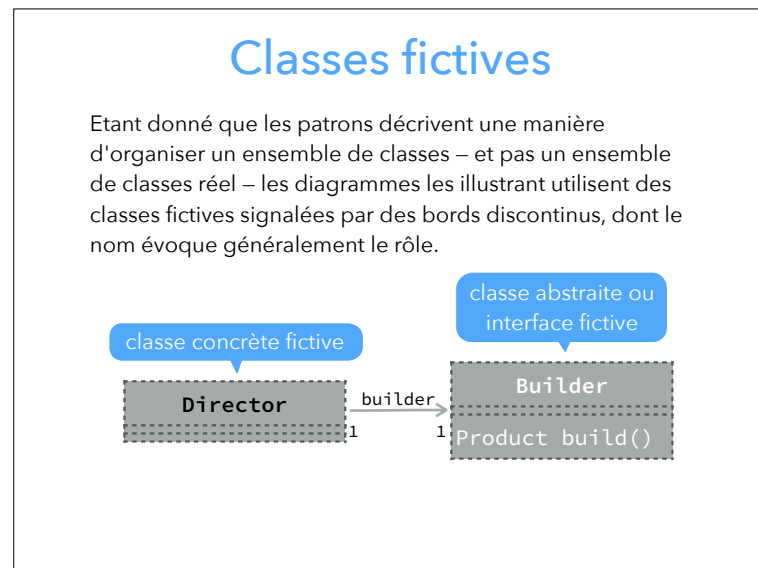 Classes fictives
Etant donné que les patrons décrivent une manière
d'organiser un ensemble de classes – et pas un ensemble
de classes réel – les diagrammes les illustrant utilisent des
classes fictives signalées par des bords discontinus, dont le
nom évoque généralement le rôle.
classe abstraite ou
interface fictive
classe concrète fictive
Director
builder
1
1
Builder
Product build()